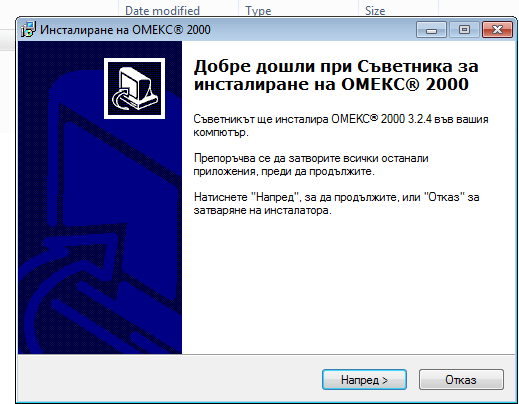 Date modified Type Size
Инсталиране на ОМЕКС® 2000
Добре дошли при Съветника за
инсталиране на ОМЕКС® 2000
Съветникът ще инсталира ОМЕКС® 2000 3.2.4 във вашия
компютър.
Препоръчва се да затворите всички останали
приложения, преди да продължите.
Натиснете "Напред", за да продължите, или "Отказ" за
затваряне на инсталатора.
Напред > Отказ